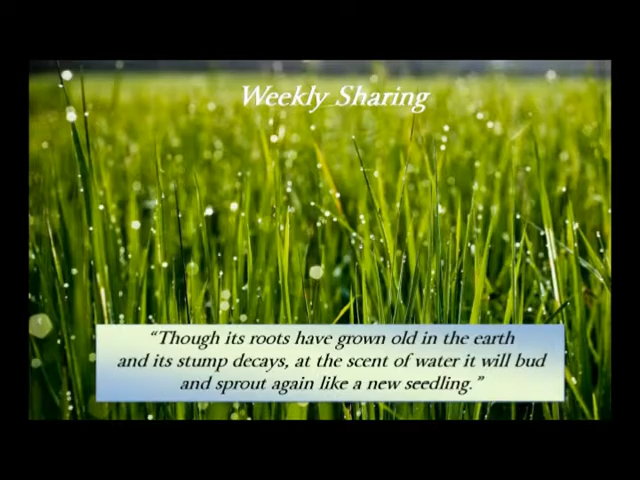 Weekly Sharing
“Though its roots have grown old in the earth
and its stump decays, at the scent of water it will bud
and sprout again like a new seedling.”